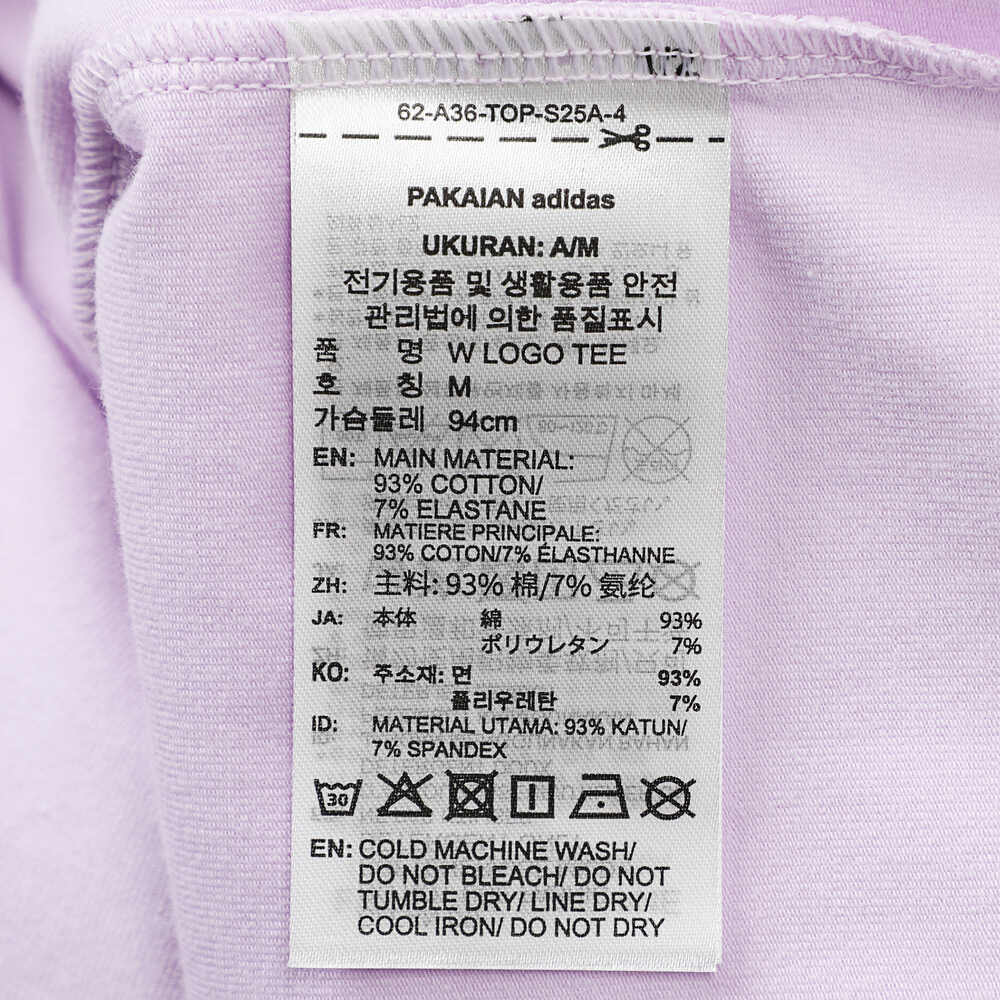 62-A36-TOP-S25A-4
PAKAIAN adidas
UKURAN: A/M
전기용품 및 생활용품 안전
관리법에 의한 품질표시
품 명 W LOGO TEE
호 칭 M
가슴둘레 94cm
EN: MAIN MATERIAL:
93% COTTON/
7% ELASTANE
FR: MATIERE PRINCIPALE:
93% COTON/7% ÉLASTHANNE
ZH: 主料: 93% 棉/7% 氨纶
JA: 本体 綿 93%
ポリウレタン 7%
KO: 주소재: 면 93%
폴리우레탄 7%
ID: MATERIAL UTAMA: 93% KATUN/
7% SPANDEX
30
EN: COLD MACHINE WASH/
DO NOT BLEACH/ DO NOT
TUMBLE DRY/ LINE DRY/
COOL IRON/ DO NOT DRY